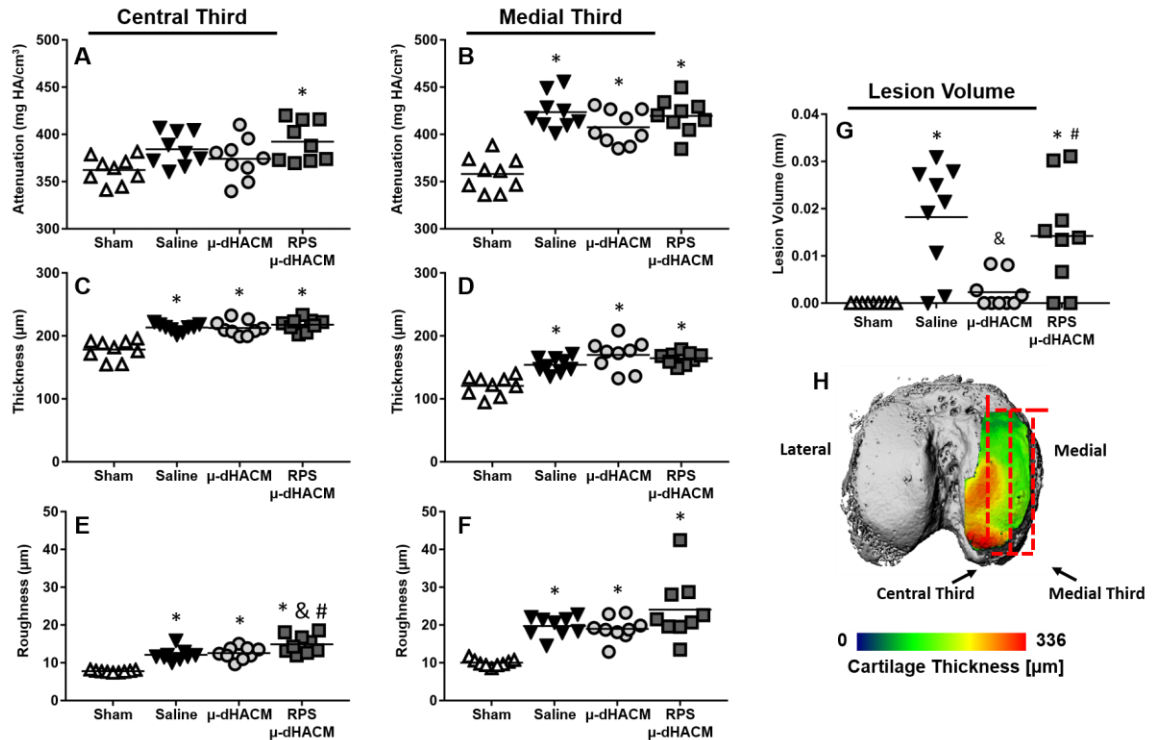 Central Third
A
Attenuation (mg HA/cm³)
500
450
400
350
300
*
Sham
Saline
μ-dHACM
RPS
μ-dHACM
Medial Third
B
Attenuation (mg HA/cm³)
500
450
400
350
300
*
*
*
Sham
Saline
μ-dHACM
RPS
μ-dHACM
C
Thickness (μm)
300
200
100
0
*
*
*
Sham
Saline
μ-dHACM
RPS
μ-dHACM
D
Thickness (μm)
300
200
100
0
*
*
*
Sham
Saline
μ-dHACM
RPS
μ-dHACM
E
Roughness (μm)
50
40
30
20
10
0
*
*
* & #
Sham
Saline
μ-dHACM
RPS
μ-dHACM
F
Roughness (μm)
50
40
30
20
10
0
*
*
*
Sham
Saline
μ-dHACM
RPS
μ-dHACM
Lesion Volume
G
Lesion Volume (mm)
0.04
0.03
0.02
0.01
0.00
*
&
* #
Sham
Saline
μ-dHACM
RPS
μ-dHACM
H
Lateral
Medial
Central Third
Medial Third
0
336
Cartilage Thickness [μm]